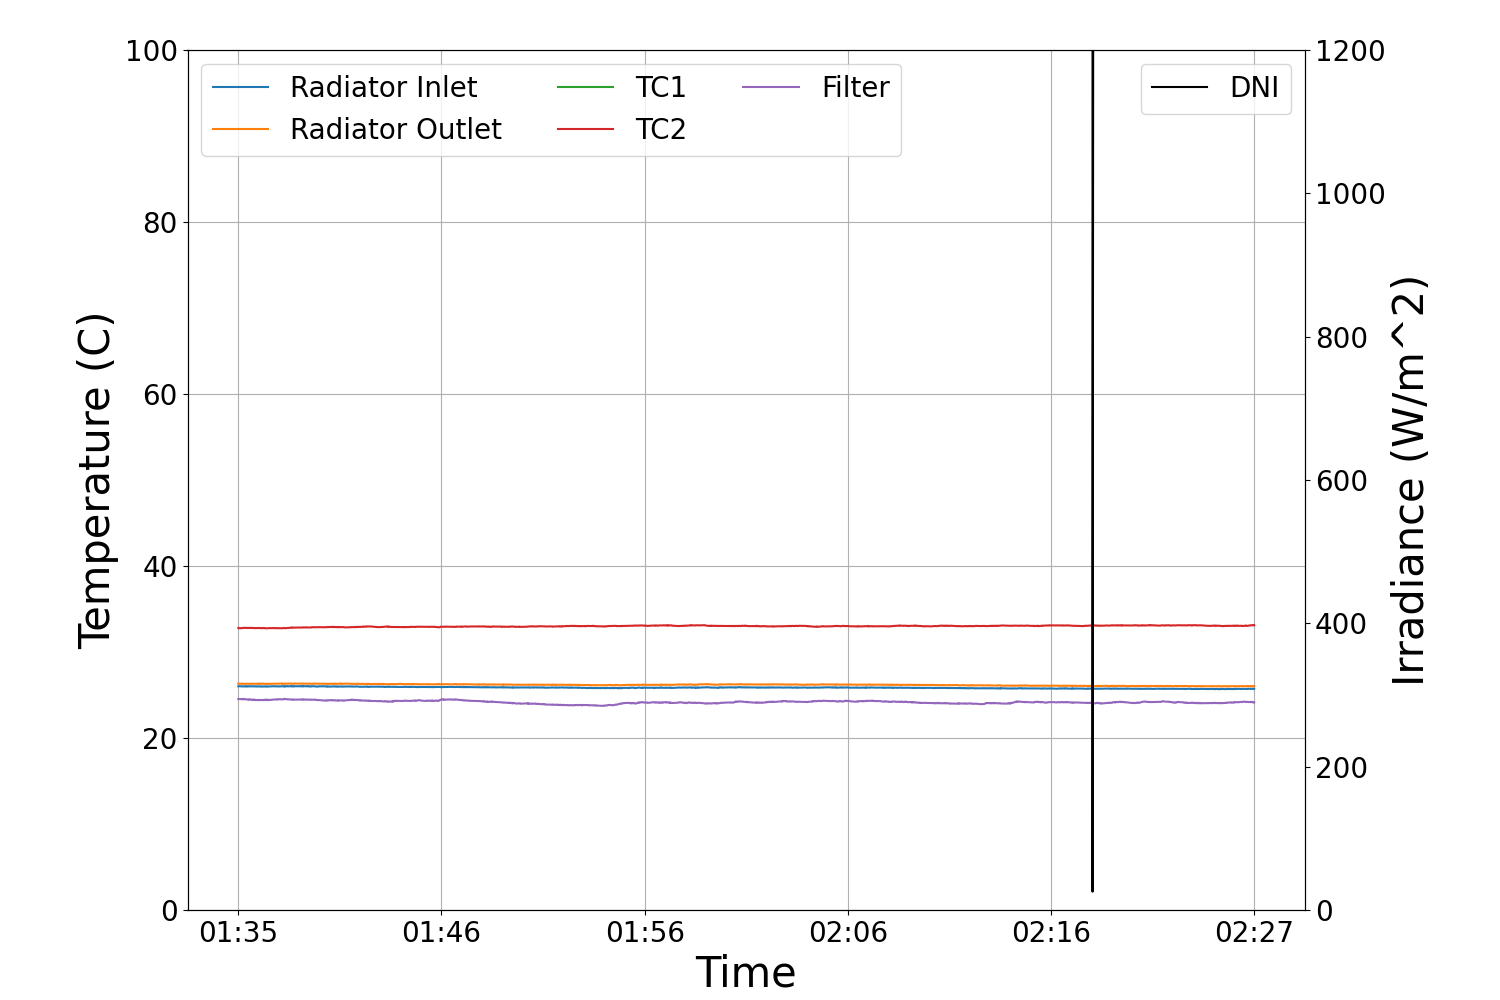 100
80
60
40
20
0
Temperature (C)
Radiator Inlet
Radiator Outlet
TC1
TC2
Filter
DNI
1200
1000
800
600
400
200
0
Irradiance (W/m^2)
01:35 01:46 01:56 02:06 02:16 02:27
Time